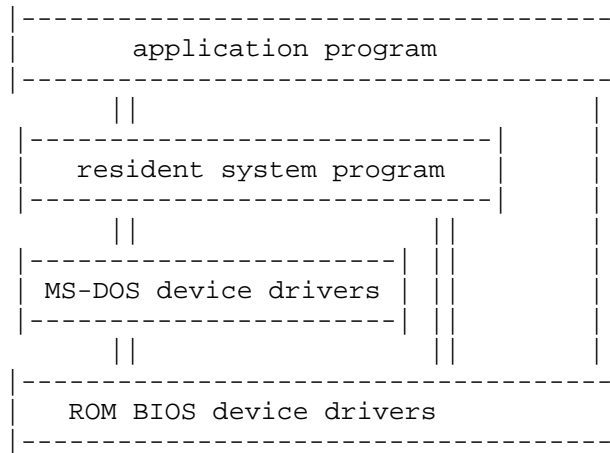 application program
resident system program
MS-DOS device drivers
ROM BIOS device drivers